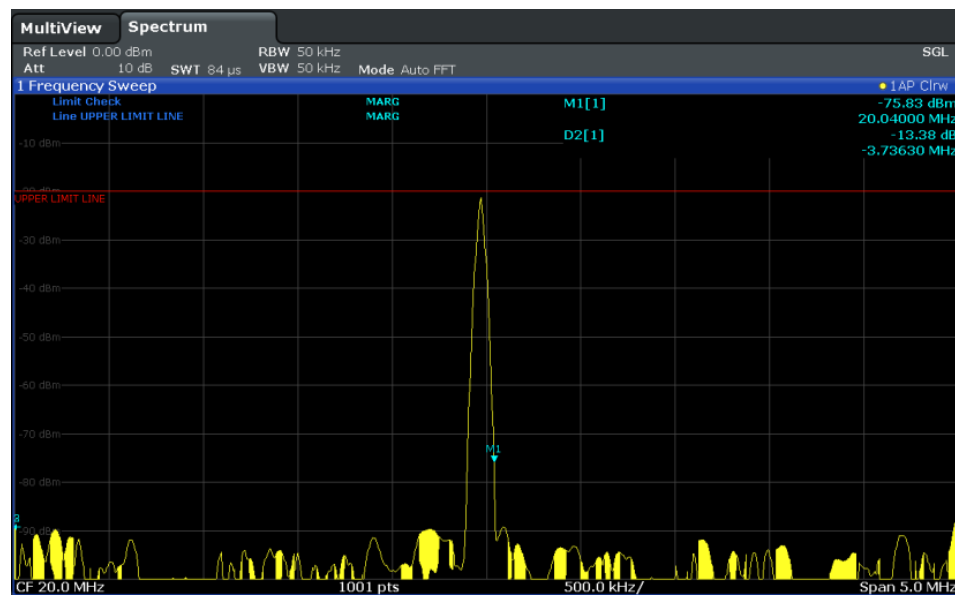 MultiView Spectrum
Ref Level 0.00 dBm RBW 50 kHz SGL
Att 10 dB SWT 84 µs VBW 50 kHz Mode Auto FFT
1 Frequency Sweep 1AP Clrw
Limit Check MARG M1[1] -75.83 dBm
Line UPPER LIMIT LINE MARG 20.04000 MHz
D2[1] -13.38 dB
-10 dBm -3.73630 MHz
UPPER LIMIT LINE
-30 dBm
-40 dBm
-50 dBm
-60 dBm
-70 dBm
M1
-80 dBm
CF 20.0 MHz 1001 pts 500.0 kHz/ Span 5.0 MHz